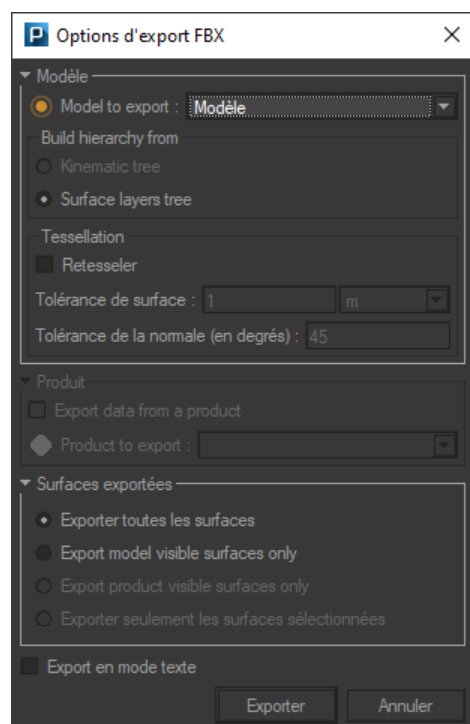 P Options d'export FBX
Modèle
Model to export : Modèle
Build hierarchy from
Kinematic tree
Surface layers tree
Tessellation
Retesseler
Tolérance de surface : 1 m
Tolérance de la normale (en degrés) : 45
Produit
Export data from a product
Product to export :
Surfaces exportées
Exporter toutes les surfaces
Export model visible surfaces only
Export product visible surfaces only
Exporter seulement les surfaces sélectionnées
Export en mode texte
Exporter Annuler